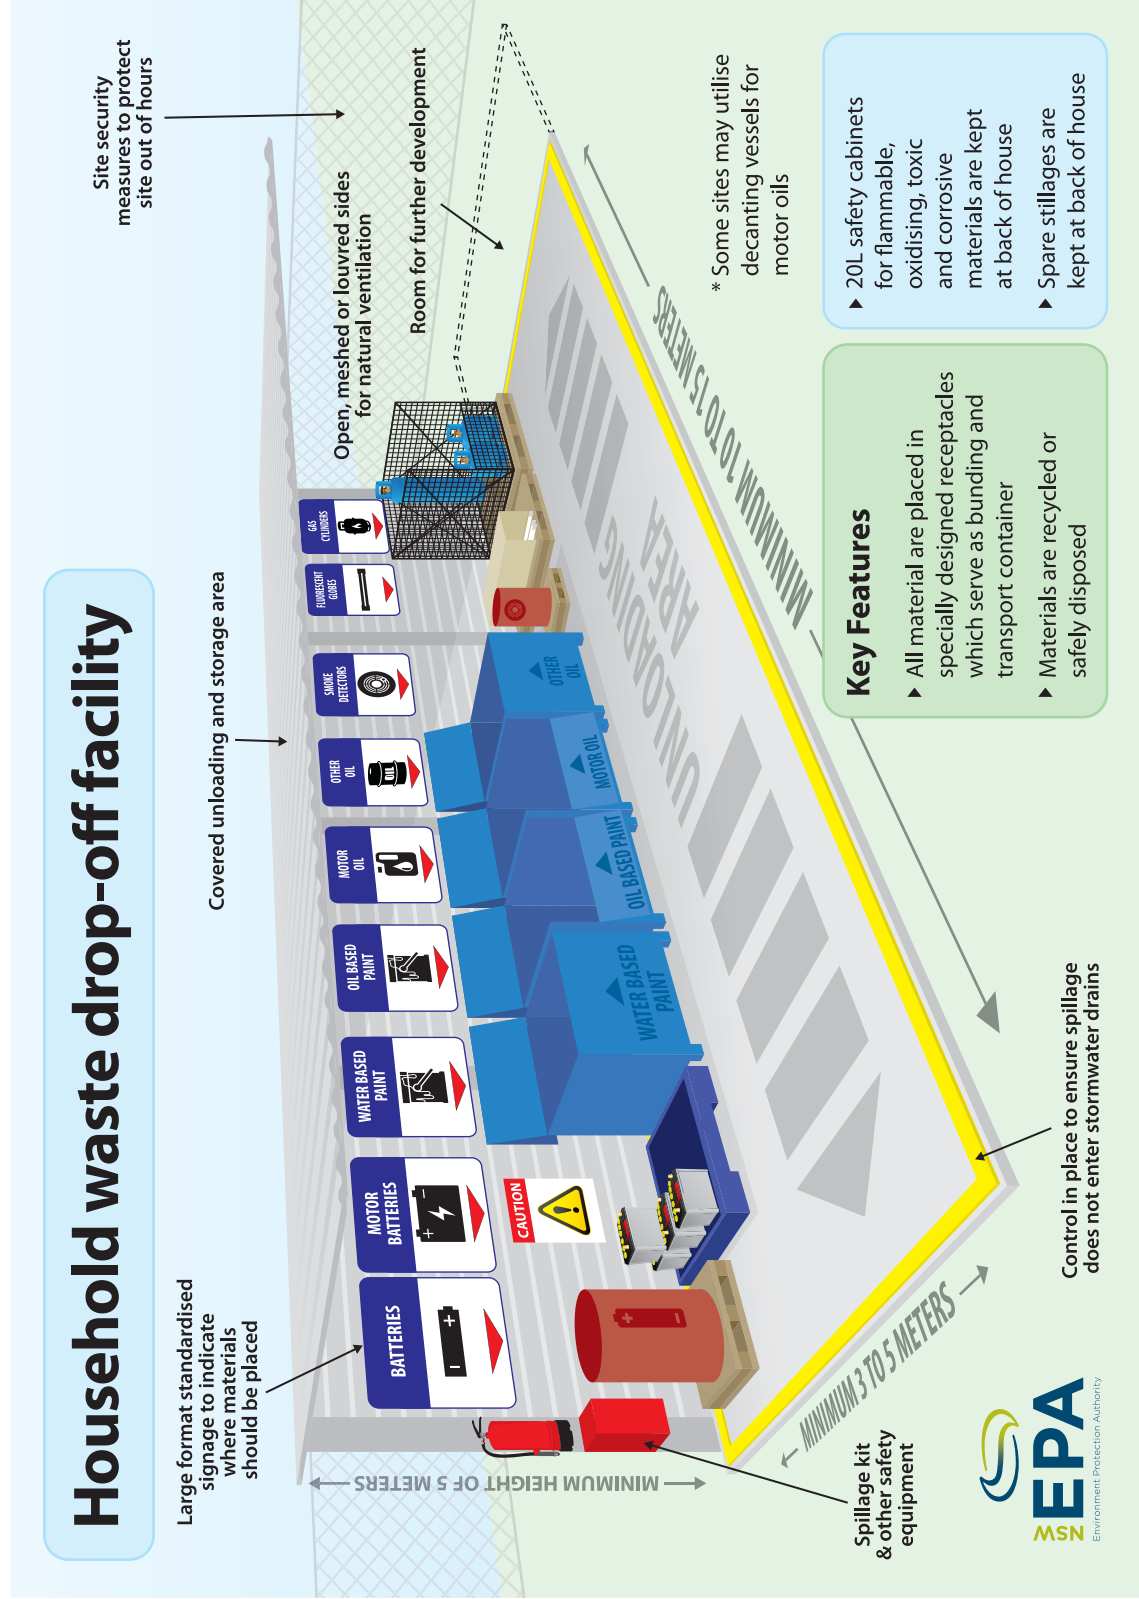 Household waste drop-off facility
Large format standardised
signage to indicate
where materials
should be placed
Covered unloading and storage area
Site security
measures to protect
site out of hours
Open, meshed or louvred sides
for natural ventilation
Room for further development
BATTERIES
MOTOR
BATTERIES
WATER BASED
PAINT
OIL BASED
PAINT
MOTOR
OIL
OTHER
OIL
OIL
SMOKE
DETECTORS
FLUORESCENT
GLOBES
GAS
CYLINDERS
CAUTION
WATER BASED
PAINT
OIL BASED PAINT
MOTOR OIL
OTHER
OIL
UNLOADING
AREA
MINIMUM HEIGHT OF 5 METERS
MINIMUM 3 TO 5 METERS
MINIMUM 10 TO 15 METERS
Spillage kit
& other safety
equipment
Control in place to ensure spillage
does not enter stormwater drains
* Some sites may utilise
decanting vessels for
motor oils
Key Features
All material are placed in
specially designed receptacles
which serve as bunding and
transport container
Materials are recycled or
safely disposed
20L safety cabinets
for flammable,
oxidising, toxic
and corrosive
materials are kept
at back of house
Spare stillages are
kept at back of house
NSW
EPA
Environment Protection Authority